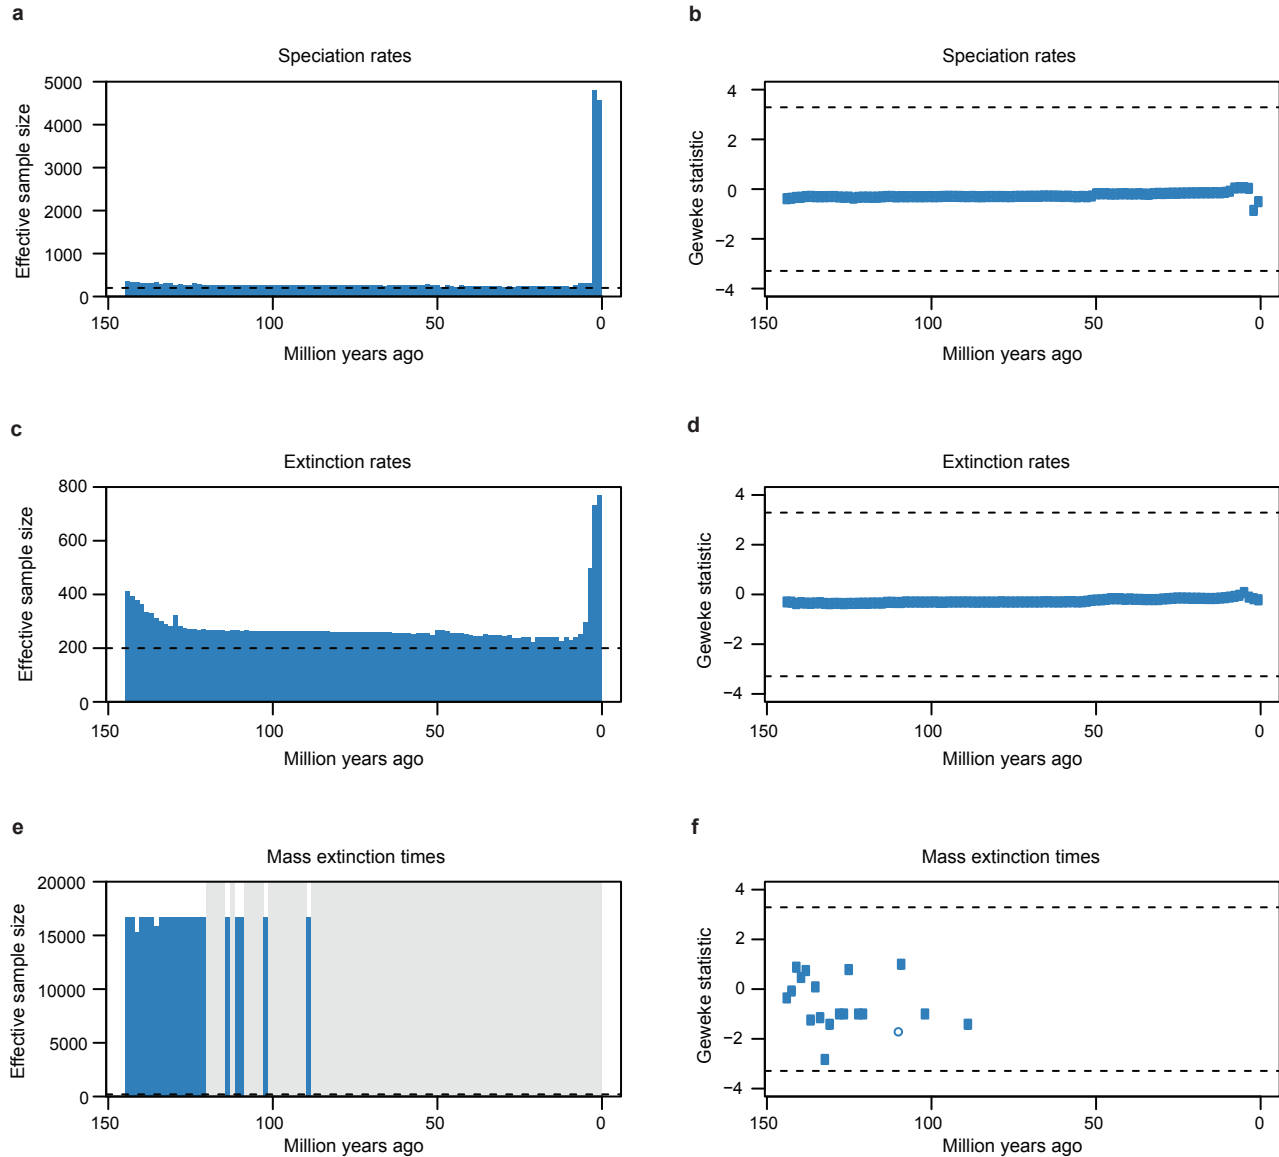 a
Speciation rates
Effective sample size
5000
4000
3000
2000
1000
0
150
100
50
0
Million years ago
b
Speciation rates
Geweke statistic
4
2
0
−2
−4
150
100
50
0
Million years ago
c
Extinction rates
Effective sample size
800
600
400
200
0
150
100
50
0
Million years ago
d
Extinction rates
Geweke statistic
4
2
0
−2
−4
150
100
50
0
Million years ago
e
Mass extinction times
Effective sample size
20000
15000
10000
5000
0
150
100
50
0
Million years ago
f
Mass extinction times
Geweke statistic
4
2
0
−2
−4
150
100
50
0
Million years ago